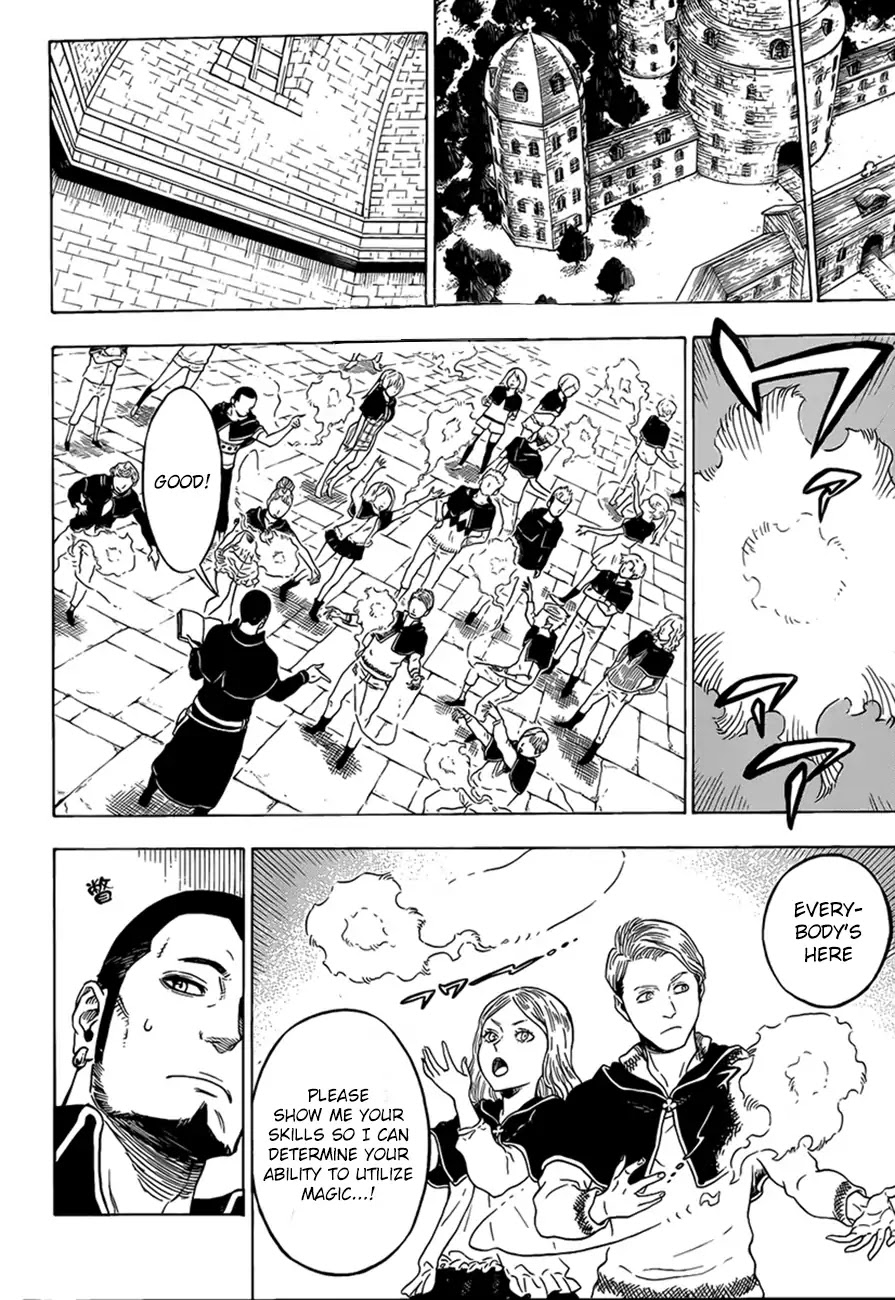 GOOD!
EVERY-
BODY'S
HERE
PLEASE
SHOW ME YOUR
SKILLS SO I CAN
DETERMINE YOUR
ABILITY TO UTILIZE
MAGIC...!